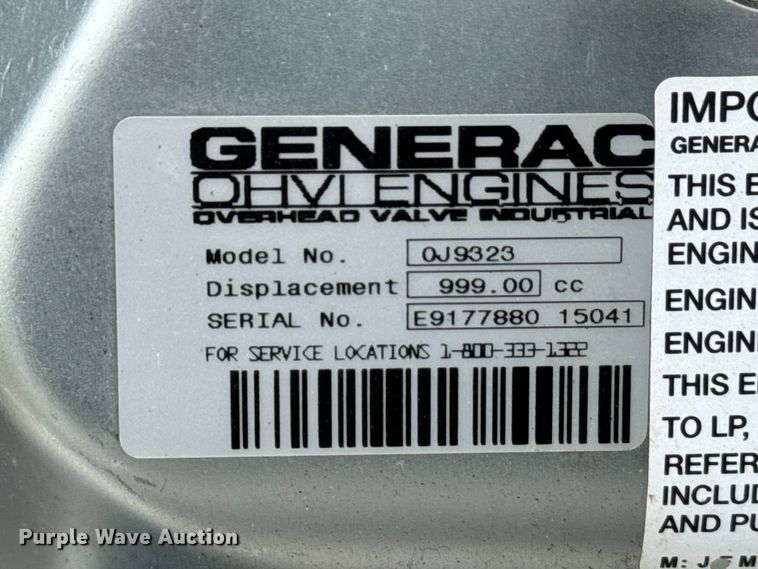 GENERAC
OHVI ENGINES
OVERHEAD VALVE INDUSTRIAL
Model No. 0J9323
Displacement 999.00 cc
SERIAL No. E9177880 15041
FOR SERVICE LOCATIONS 1-800-333-1322
IMPO
GENERA
THIS E
AND IS
ENGIN
ENGIN
ENGINE
THIS E
TO LP,
REFER
INCLUD
AND PU
Purple Wave Auction